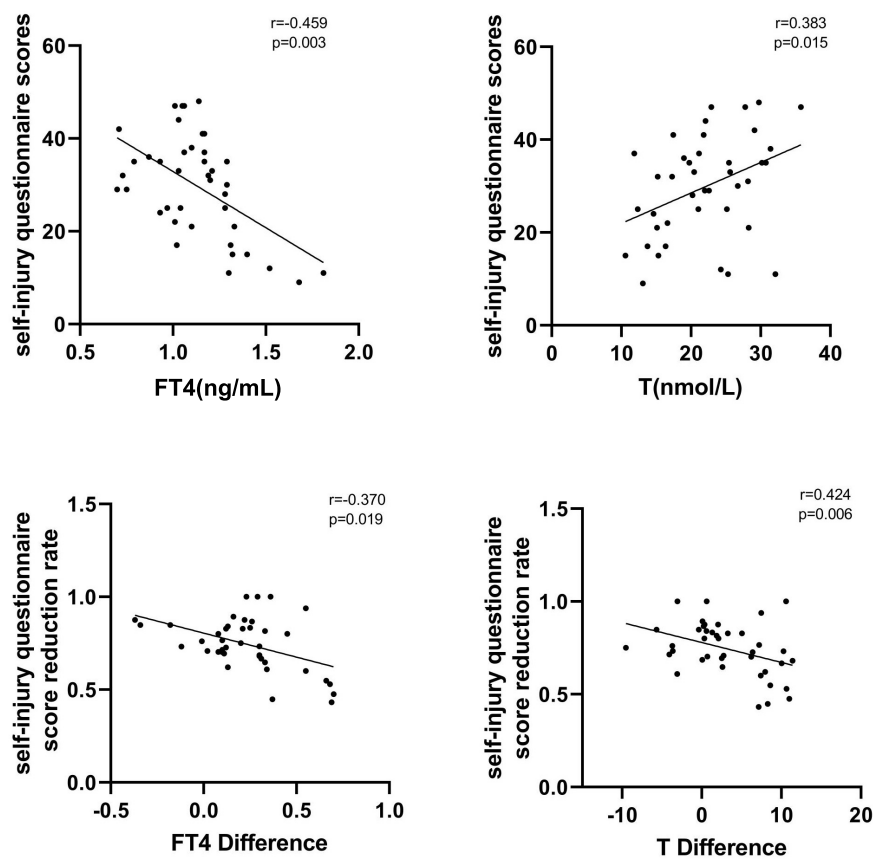 r=-0.459
p=0.003
self-injury questionnaire scores
60
40
20
0
0.5 1.0 1.5 2.0
FT4(ng/mL)
r=0.383
p=0.015
self-injury questionnaire scores
60
40
20
0
0 10 20 30 40
T(nmol/L)
r=-0.370
p=0.019
self-injury questionnaire
score reduction rate
1.5
1.0
0.5
0.0
-0.5 0.0 0.5 1.0
FT4 Difference
r=0.424
p=0.006
self-injury questionnaire
score reduction rate
1.5
1.0
0.5
0.0
-10 0 10 20
T Difference